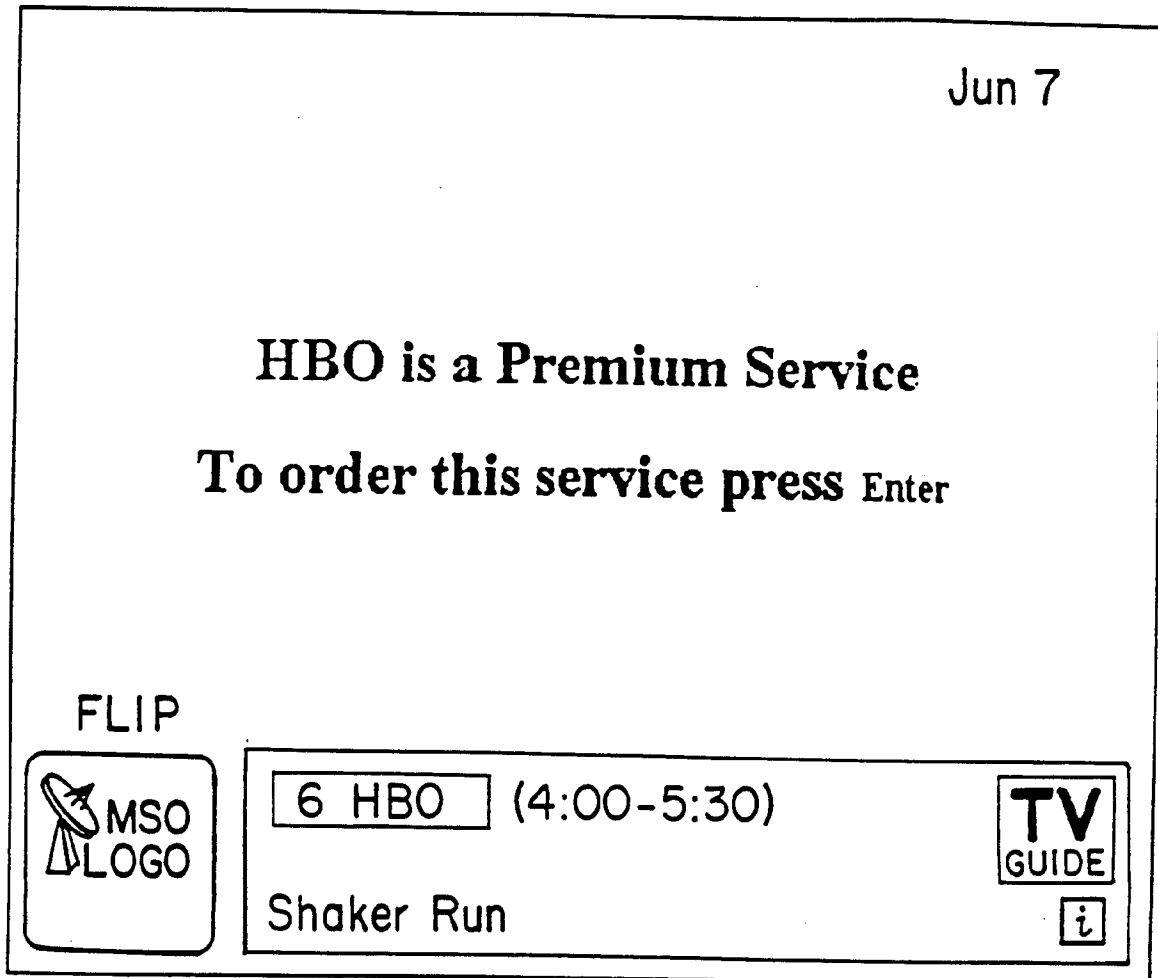 Jun 7
HBO is a Premium Service
To order this service press Enter
FLIP
MSO
LOGO
6 HBO (4:00-5:30)
TV
GUIDE
Shaker Run
i